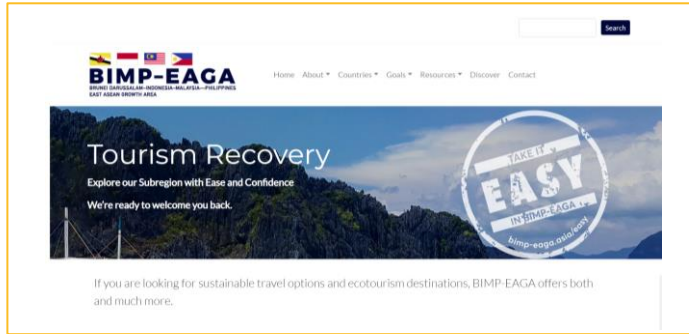 Search
BIMP-EAGA
BRUNEI DARUSSALAM-INDONESIA-MALAYSIA—PHILIPPINES
EAST ASEAN GROWTH AREA
Home About Countries Goals Resources Discover Contact
Tourism Recovery
Explore our Subregion with Ease and Confidence
We're ready to welcome you back.
TAKE IT
EASY
IN BIMP-EAGA
bimp-eaga.asia/easy
If you are looking for sustainable travel options and ecotourism destinations, BIMP-EAGA offers both
and much more.